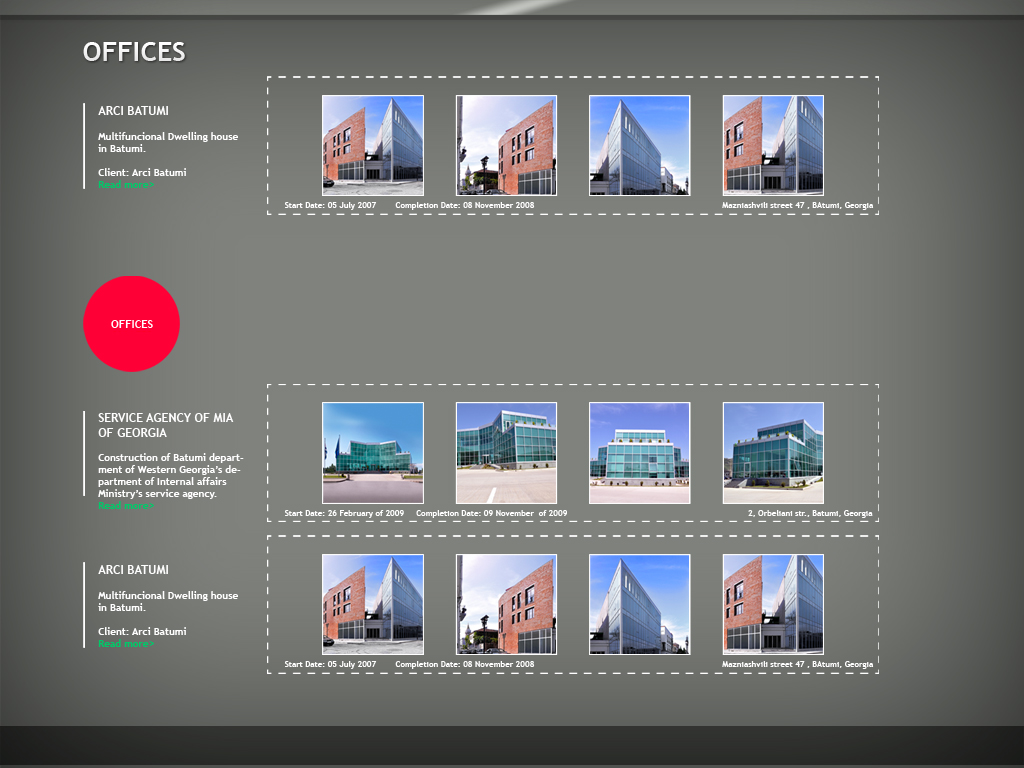 OFFICES
ARCI BATUMI
Multifuncional Dwelling house
in Batumi.
Client: Arci Batumi
Read more>
Start Date: 05 July 2007 Completion Date: 08 November 2008 Mazniashvili street 47 , BAtumi, Georgia
OFFICES
SERVICE AGENCY OF MIA
OF GEORGIA
Construction of Batumi depart-
ment of Western Georgia's de-
partment of Internal affairs
Ministry's service agency.
Read more>
Start Date: 26 February of 2009 Completion Date: 09 November of 2009 2, Orbeliani str., Batumi, Georgia
ARCI BATUMI
Multifuncional Dwelling house
in Batumi.
Client: Arci Batumi
Read more>
Start Date: 05 July 2007 Completion Date: 08 November 2008 Mazniashvili street 47 , BAtumi, Georgia